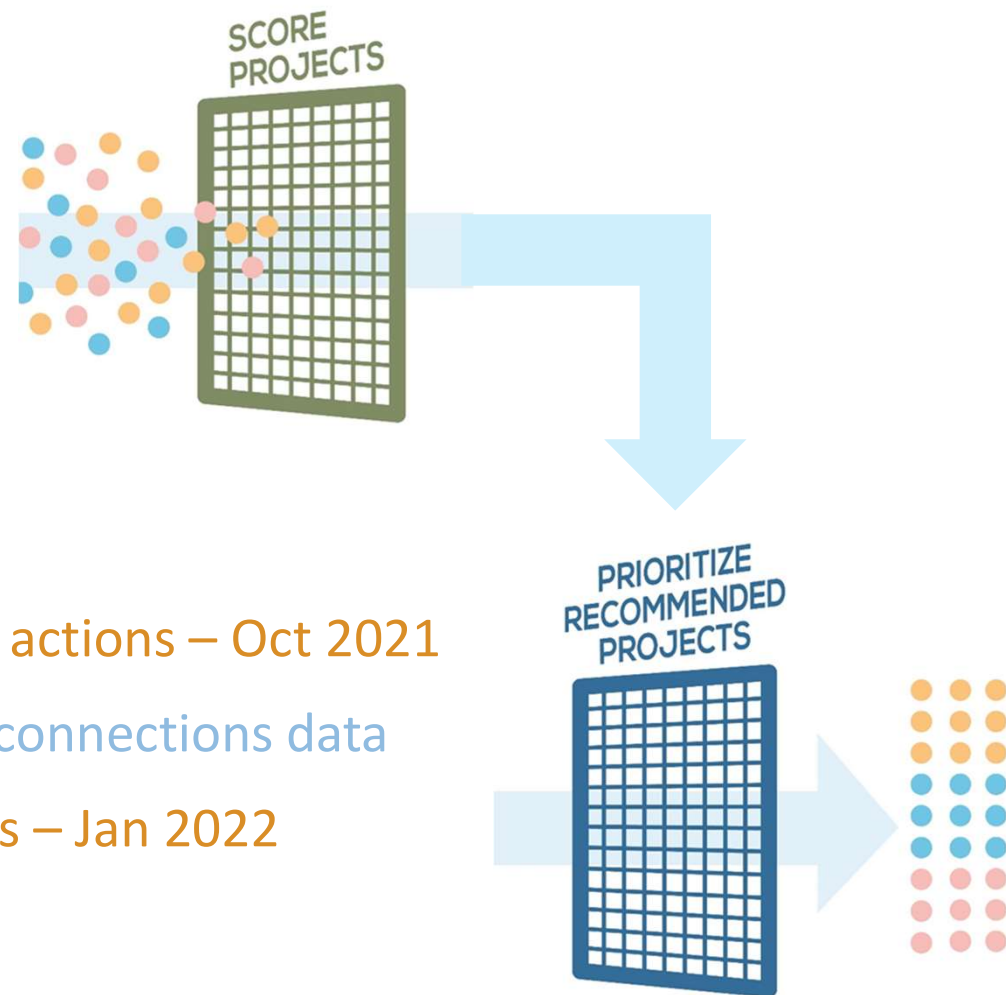 SCORE
PROJECTS
PRIORITIZE
RECOMMENDED
PROJECTS
actions – Oct 2021
connections data
s – Jan 2022